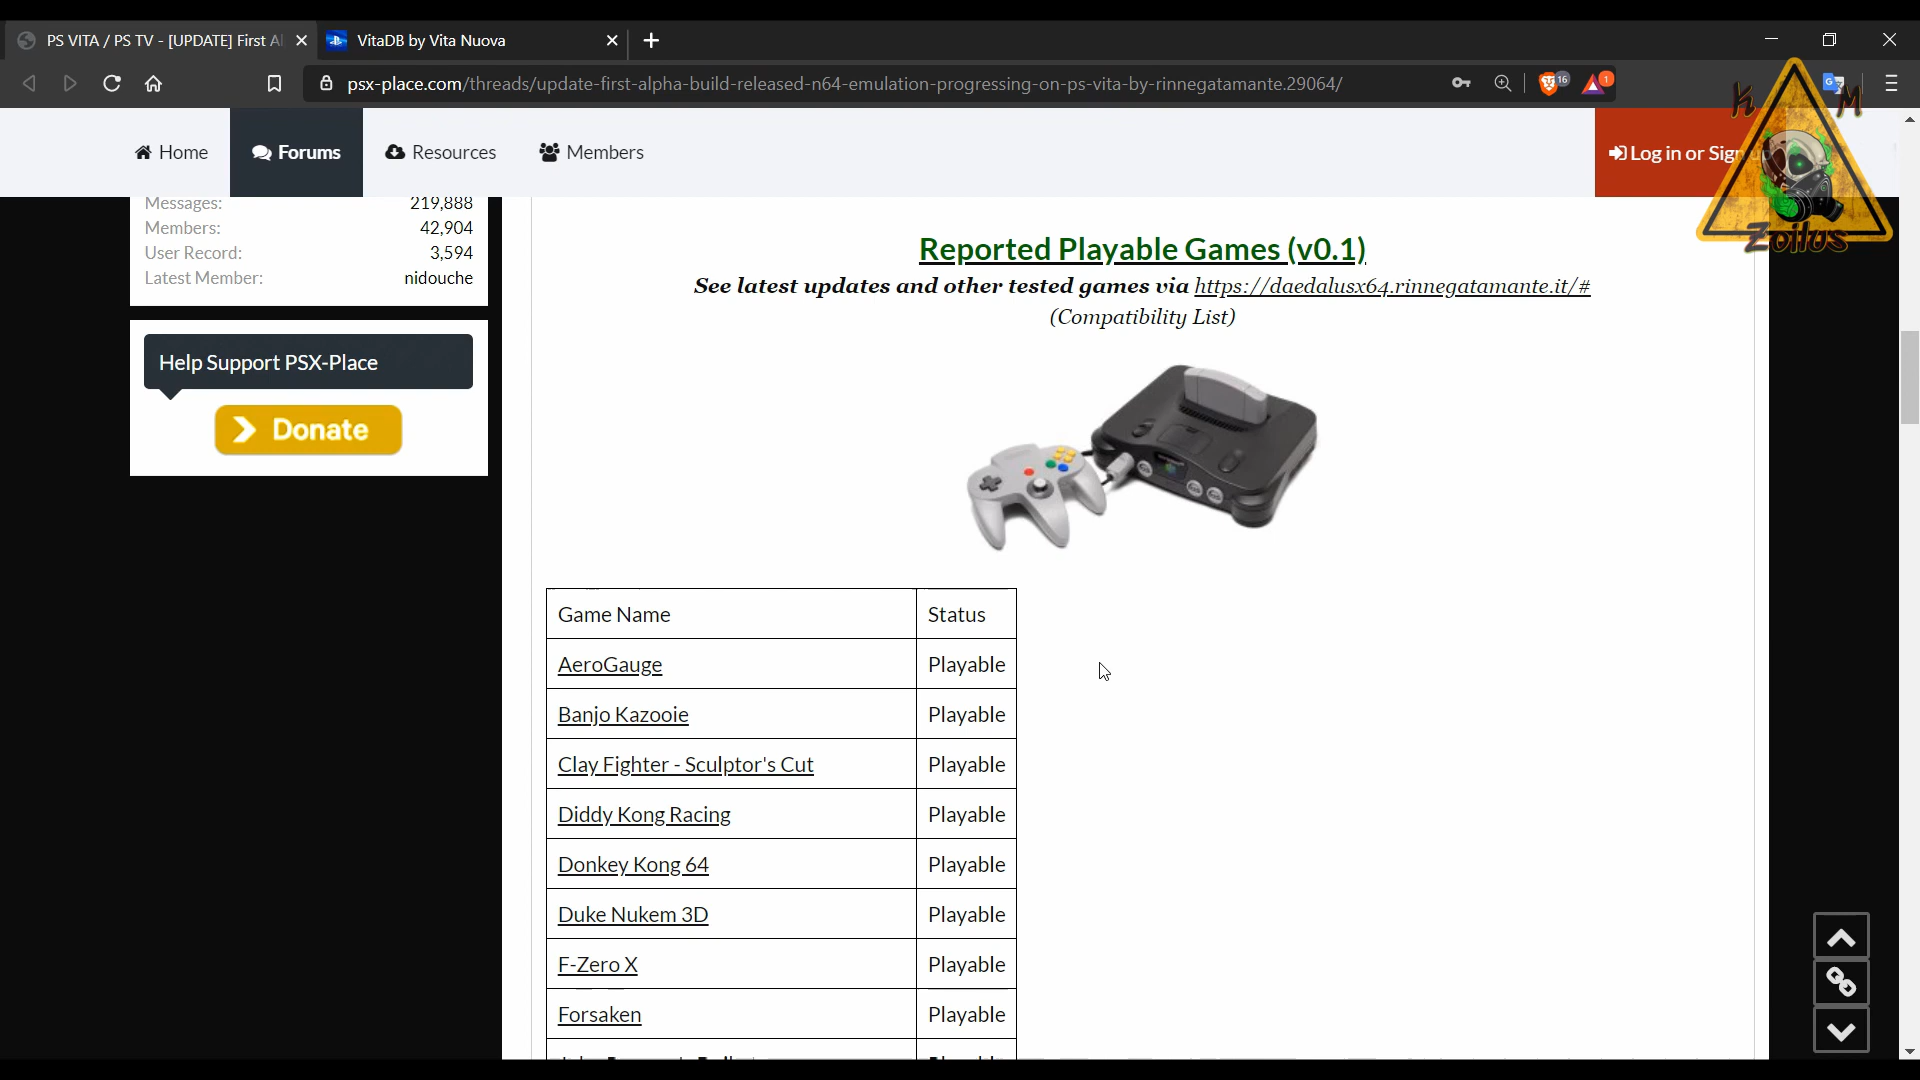 PS VITA / PS TV - [UPDATE] First Al
VitaDB by Vita Nuova
psx-place.com/threads/update-first-alpha-build-released-n64-emulation-progressing-on-ps-vita-by-rinnegatamante.29064/
16
1
Home
Forums
Resources
Members
Log in or Sign
K M
Zoilus
Messages: 219,888
Members: 42,904
User Record: 3,594
Latest Member: nidouche
Help Support PSX-Place
Donate
Reported Playable Games (v0.1)
See latest updates and other tested games via https://daedalusx64.rinnegatamante.it/#
(Compatibility List)
Game Name Status
AeroGauge Playable
Banjo Kazooie Playable
Clay Fighter - Sculptor's Cut Playable
Diddy Kong Racing Playable
Donkey Kong 64 Playable
Duke Nukem 3D Playable
F-Zero X Playable
Forsaken Playable